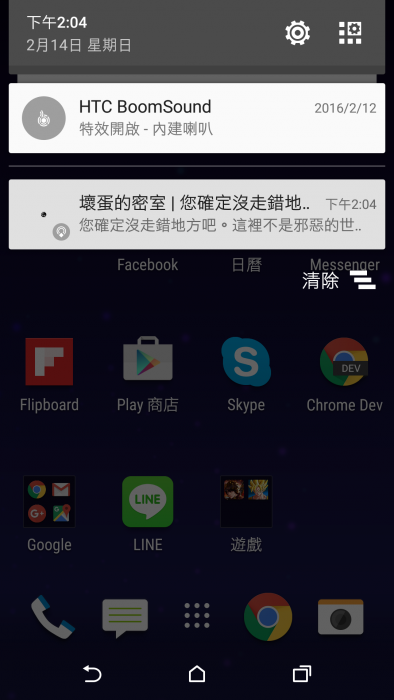 下午2:04
2月14日 星期日
HTC BoomSound
2016/2/12
特效開啟 - 內建喇叭
壞蛋的密室 | 您確定沒走錯地..
下午2:04
您確定沒走錯地方吧。這裡不是邪惡的世..
Facebook
日曆
Messenger
清除
Flipboard
Play 商店
Skype
DEV
Chrome Dev
LINE
Google
LINE
遊戲